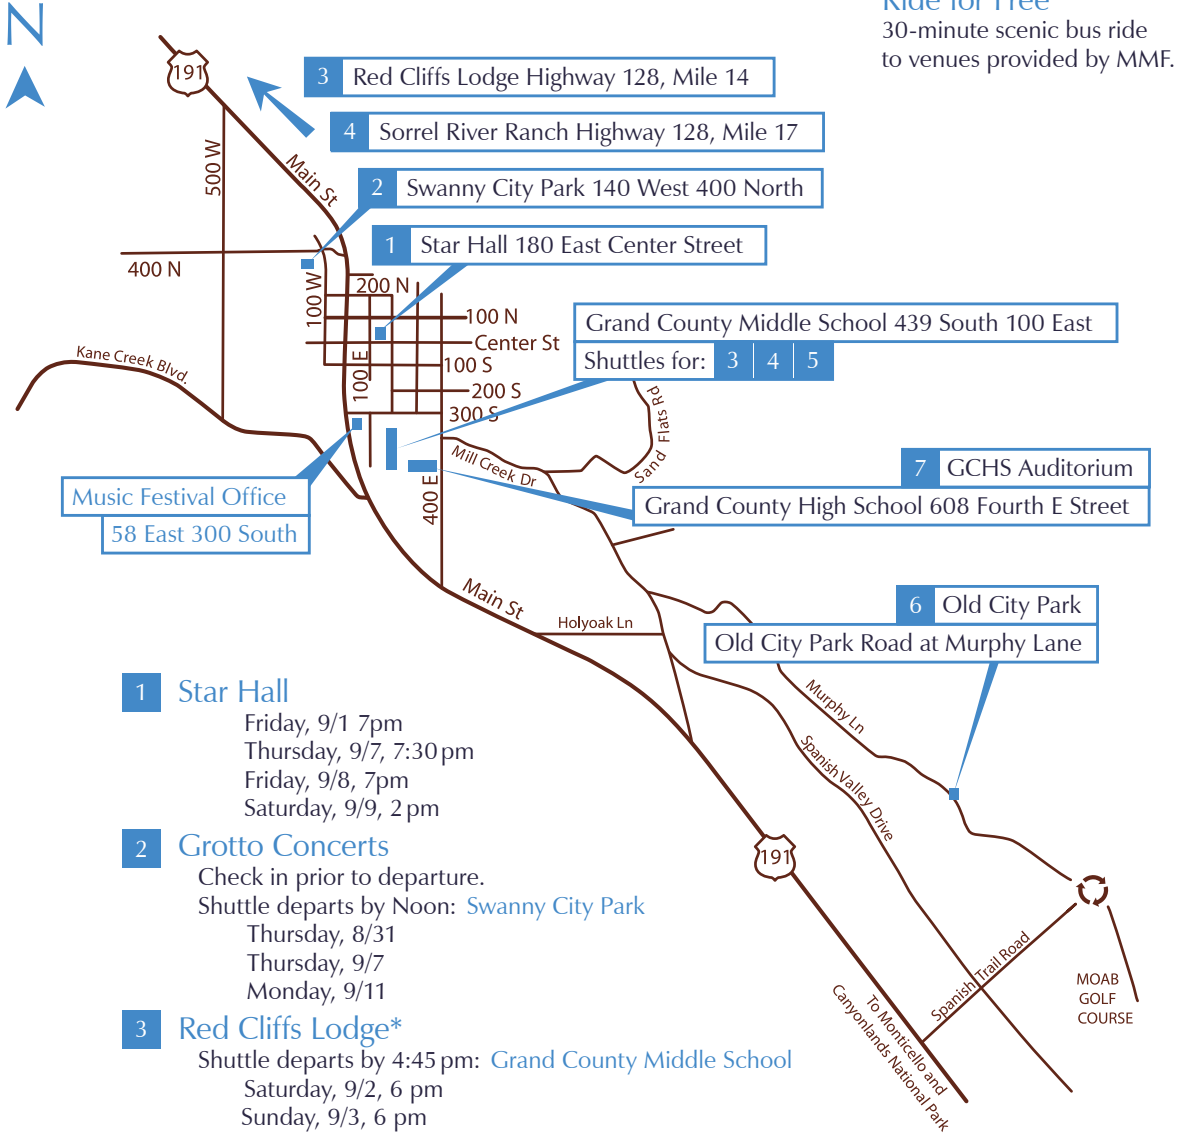 N
Ride for Free
30-minute scenic bus ride
to venues provided by MMF.
191
3 Red Cliffs Lodge Highway 128, Mile 14
4 Sorrel River Ranch Highway 128, Mile 17
500 W
Main St
2 Swanny City Park 140 West 400 North
1 Star Hall 180 East Center Street
400 N
200 N
100 W
100 N
Center St
Grand County Middle School 439 South 100 East
Shuttles for: 3 4 5
Kane Creek Blvd.
100 E
100 S
200 S
300 S
Sand Flats Rd
Mill Creek Dr
400 E
7 GCHS Auditorium
Grand County High School 608 Fourth E Street
Music Festival Office
58 East 300 South
Main St
Holyoak Ln
6 Old City Park
Old City Park Road at Murphy Lane
Murphy Ln
Spanish Valley Drive
191
Spanish Trail Road
MOAB
GOLF
COURSE
To Monticello and
Canyonlands National Park
1 Star Hall
Friday, 9/1 7pm
Thursday, 9/7, 7:30 pm
Friday, 9/8, 7pm
Saturday, 9/9, 2 pm
2 Grotto Concerts
Check in prior to departure.
Shuttle departs by Noon: Swanny City Park
Thursday, 8/31
Thursday, 9/7
Monday, 9/11
3 Red Cliffs Lodge*
Shuttle departs by 4:45 pm: Grand County Middle School
Saturday, 9/2, 6 pm
Sunday, 9/3, 6 pm